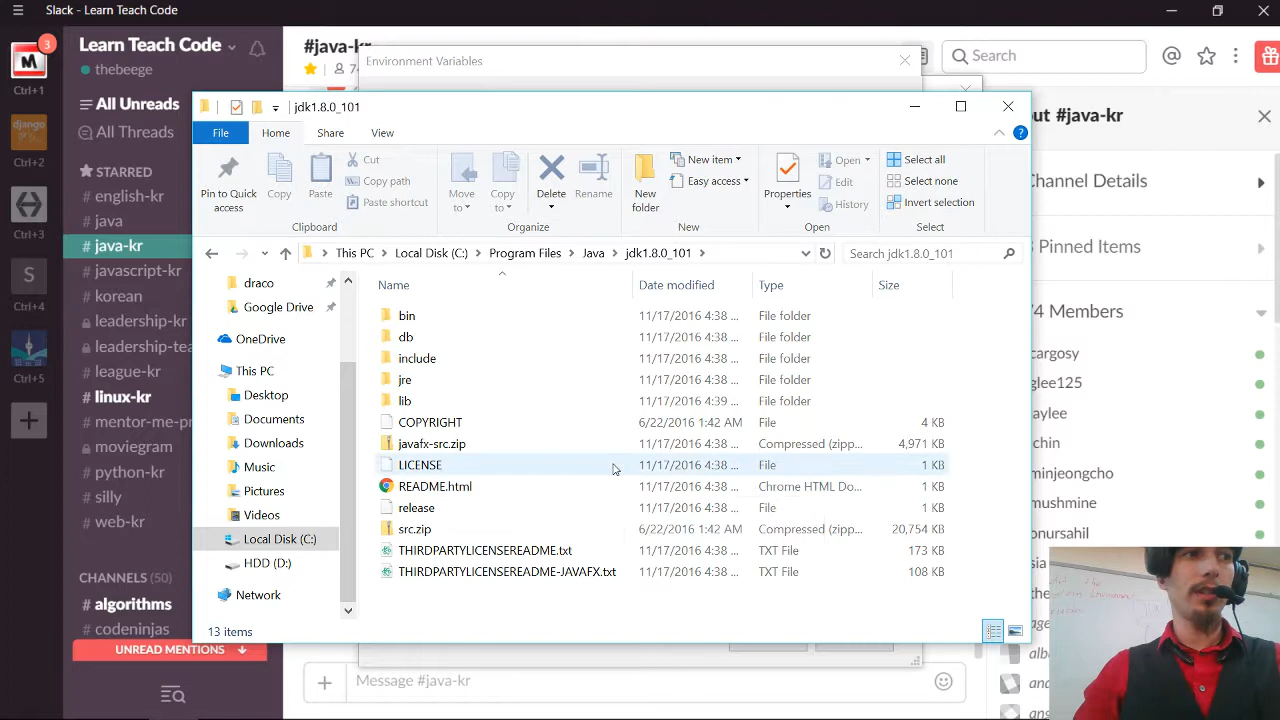 Slack - Learn Teach Code
M
3
Ctrl+1
Ctrl+2
Ctrl+3
S
Ctrl+4
Ctrl+5
Learn Teach Code
thebeege
All Unreads
All Threads
STARRED
# english-kr
# java
# java-kr
# javascript-kr
# korean
leadership-kr
leadership-tea
# league-kr
# linux-kr
mentor-me-pr
moviegram
# python-kr
# silly
# web-kr
CHANNELS (50)
# algorithms
# codeninjas
UNREAD MENTIONS
#java-kr
Search
Environment Variables
jdk1.8.0_101
File
Home
Share
View
Pin to Quick access
Copy
Paste
Cut
Copy path
Paste shortcut
Clipboard
Move to
Copy to
Delete
Rename
Organize
New folder
New item
Easy access
New
Properties
Open
Edit
History
Open
Select all
Select none
Invert selection
Select
This PC > Local Disk (C:) > Program Files > Java > jdk1.8.0_101 >
Search jdk1.8.0_101
draco
Google Drive
OneDrive
This PC
Desktop
Documents
Downloads
Music
Pictures
Videos
Local Disk (C:)
HDD (D:)
Network
Name Date modified Type Size
bin 11/17/2016 4:38 ... File folder
db 11/17/2016 4:38 ... File folder
include 11/17/2016 4:38 ... File folder
jre 11/17/2016 4:38 ... File folder
lib 11/17/2016 4:39 ... File folder
COPYRIGHT 6/22/2016 1:42 AM File 4 KB
javafx-src.zip 11/17/2016 4:38 ... Compressed (zipp... 4,971 KB
LICENSE 11/17/2016 4:38 ... File 1 KB
README.html 11/17/2016 4:38 ... Chrome HTML Do... 1 KB
release 11/17/2016 4:38 ... File 1 KB
src.zip 6/22/2016 1:42 AM Compressed (zipp... 20,754 KB
THIRDPARTYLICENSEREADME.txt 11/17/2016 4:38 ... TXT File 173 KB
THIRDPARTYLICENSEREADME-JAVAFX.txt 11/17/2016 4:38 ... TXT File 108 KB
13 items
Message #java-kr
out #java-kr
Channel Details
Pinned Items
74 Members
cargosy
glee125
aylee
chin
minjeongcho
mushmine
onursahil
sia
the
age
alb
and
ang